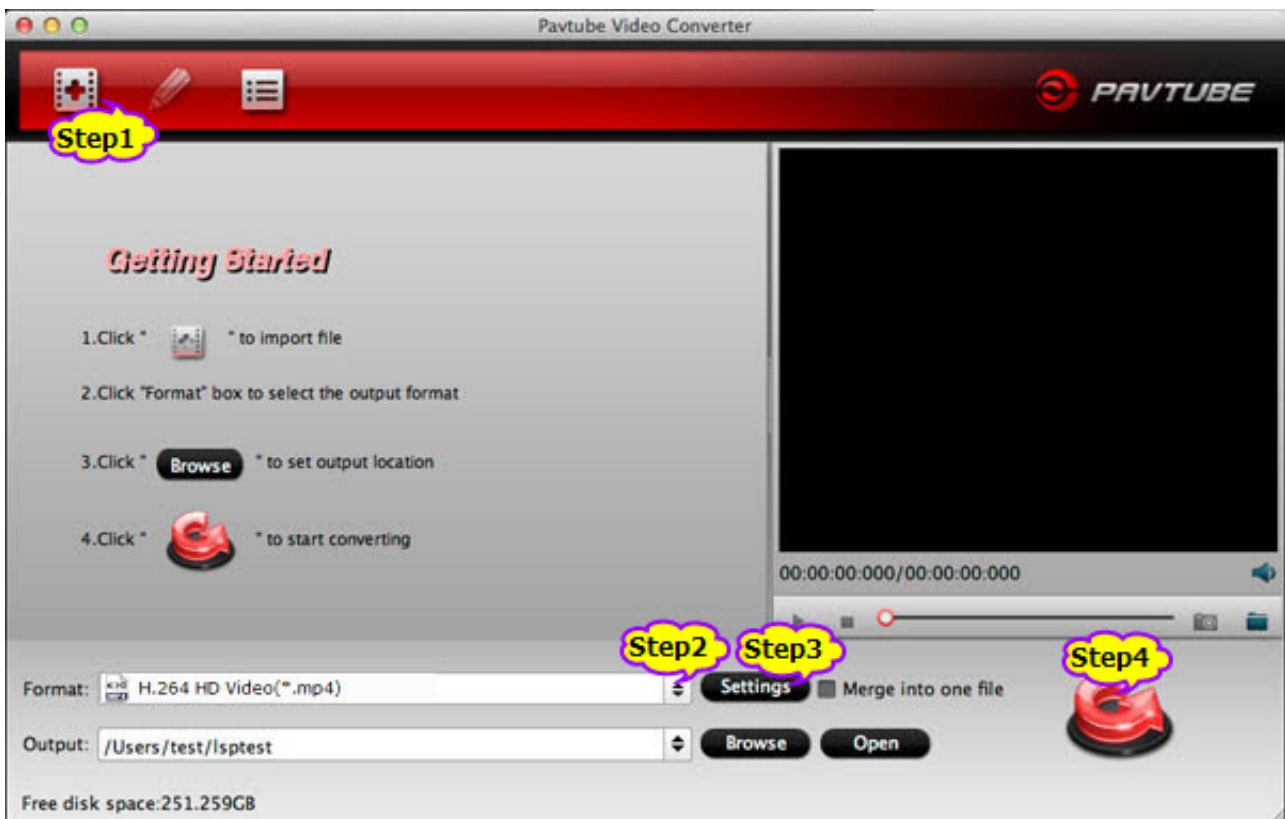 Pavtube Video Converter
PAVTUBE
Step1
Getting Started
1.Click " " to import file
2.Click "Format" box to select the output format
3.Click " Browse " to set output location
4.Click " " to start converting
00:00:00:000/00:00:00:000
Step2 Step3 Step4
Format: H.264 HD Video(*.mp4) Settings Merge into one file
Output: /Users/test/lsptest Browse Open
Free disk space:251.259GB